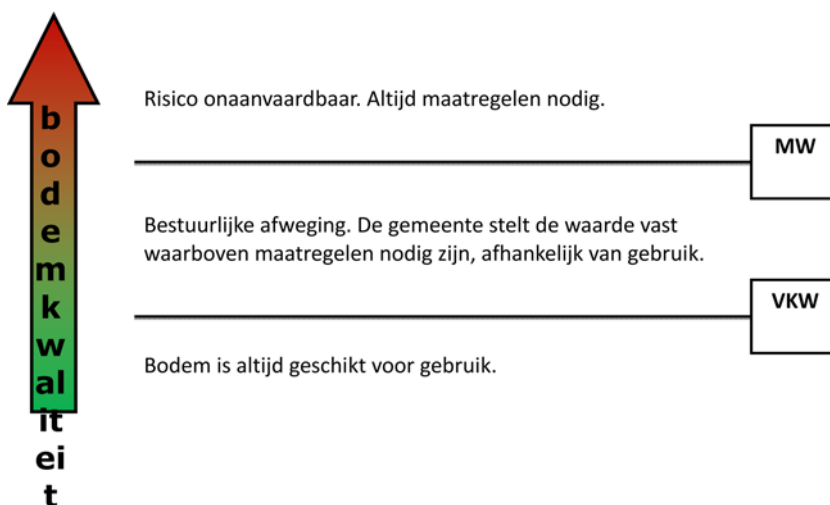 b
o
d
e
m
k
w
al
it
ei
t
Risico onaanvaardbaar. Altijd maatregelen nodig.
MW
Bestuurlijke afweging. De gemeente stelt de waarde vast
waarboven maatregelen nodig zijn, afhankelijk van gebruik.
VKW
Bodem is altijd geschikt voor gebruik.